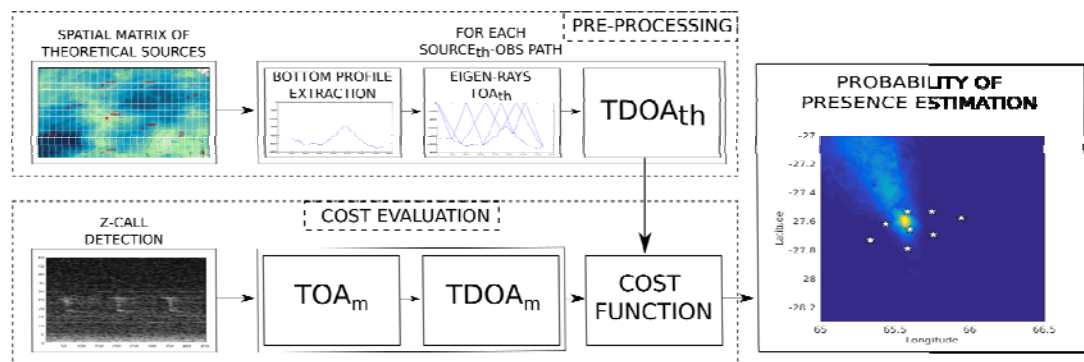 PRE-PROCESSING
SPATIAL MATRIX OF
THEORETICAL SOURCES
FOR EACH
SOURCEth-OBS PATH
BOTTOM PROFILE
EXTRACTION
EIGEN-RAYS
TOAth
TDOAth
COST EVALUATION
Z-CALL
DETECTION
TOAm
TDOAm
COST
FUNCTION
PROBABILITY OF
PRESENCE ESTIMATION
-27
-27.2
-27.4
-27.6
-27.8
-28
-28.2
Latitude
65
65.5
66
66.5
Longitude